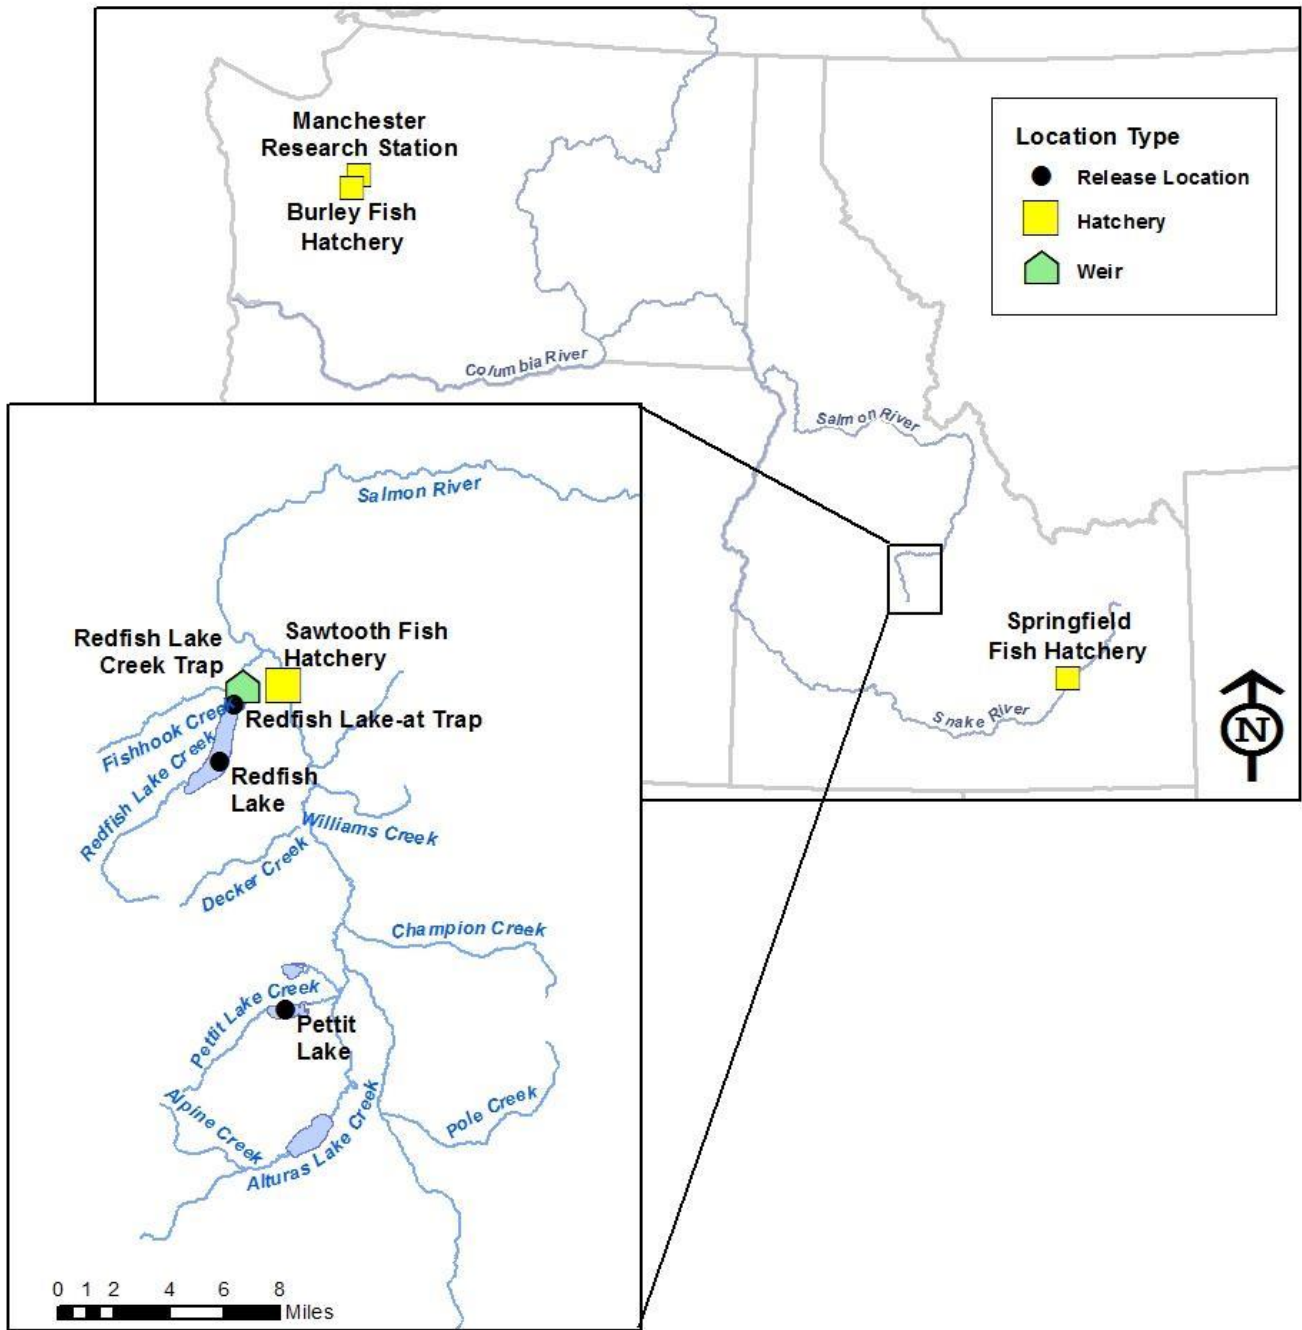 Manchester
Research Station
Burley Fish
Hatchery
Location Type
Release Location
Hatchery
Weir
Columbia River
Salmon River
Springfield
Fish Hatchery
Snake River
N
Salmon River
Redfish Lake
Creek Trap
Sawtooth Fish
Hatchery
Fishhook Creek
Redfish Lake-at Trap
Redfish Lake Creek
Redfish
Lake
Williams Creek
Decker Creek
Champion Creek
Pettit Lake Creek
Pettit
Lake
Alpine Creek
Alturas Lake Creek
Pole Creek
0 1 2 4 6 8
Miles